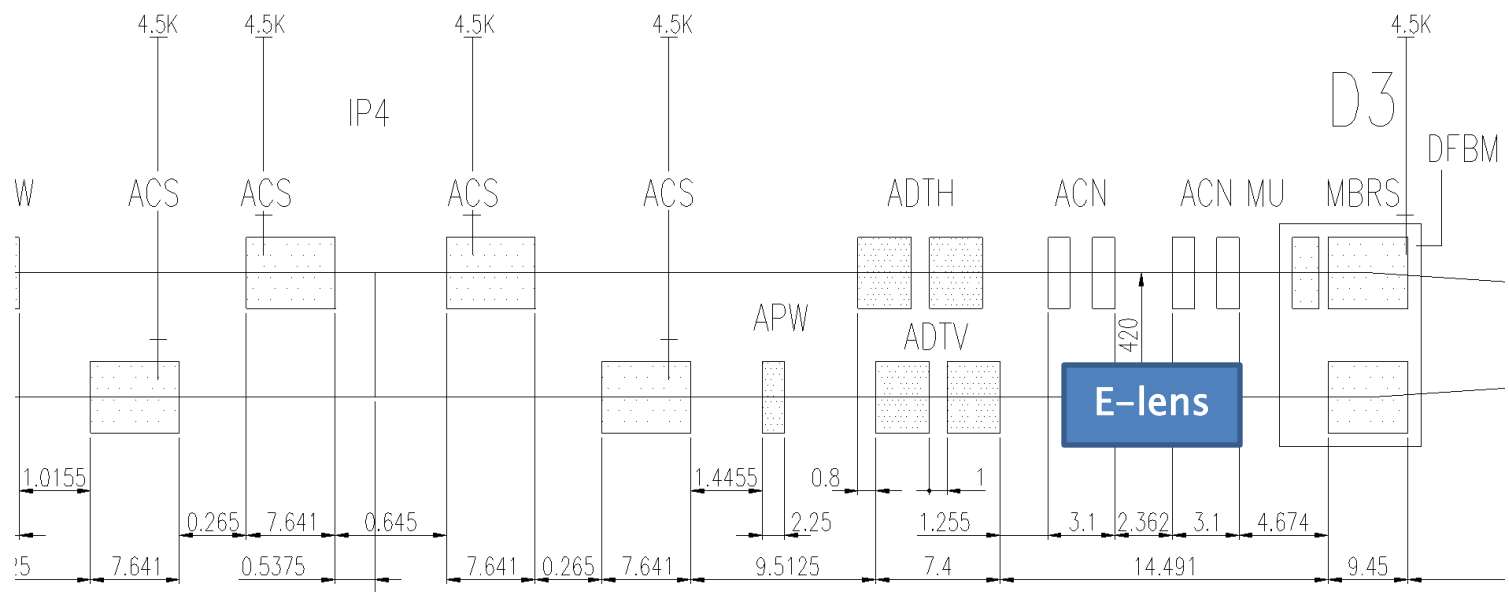 4.5K 4.5K 4.5K 4.5K 4.5K
IP4 D3
DFBM
W ACS ACS ACS ACS ADTH ACN ACN MU MBRS
APW ADTV
420
E-lens
1.0155 1.4455 0.8 1
0.265 7.641 0.645 2.25 1.255 3.1 2.362 3.1 4.674
25 7.641 0.5375 7.641 0.265 7.641 9.5125 7.4 14.491 9.45